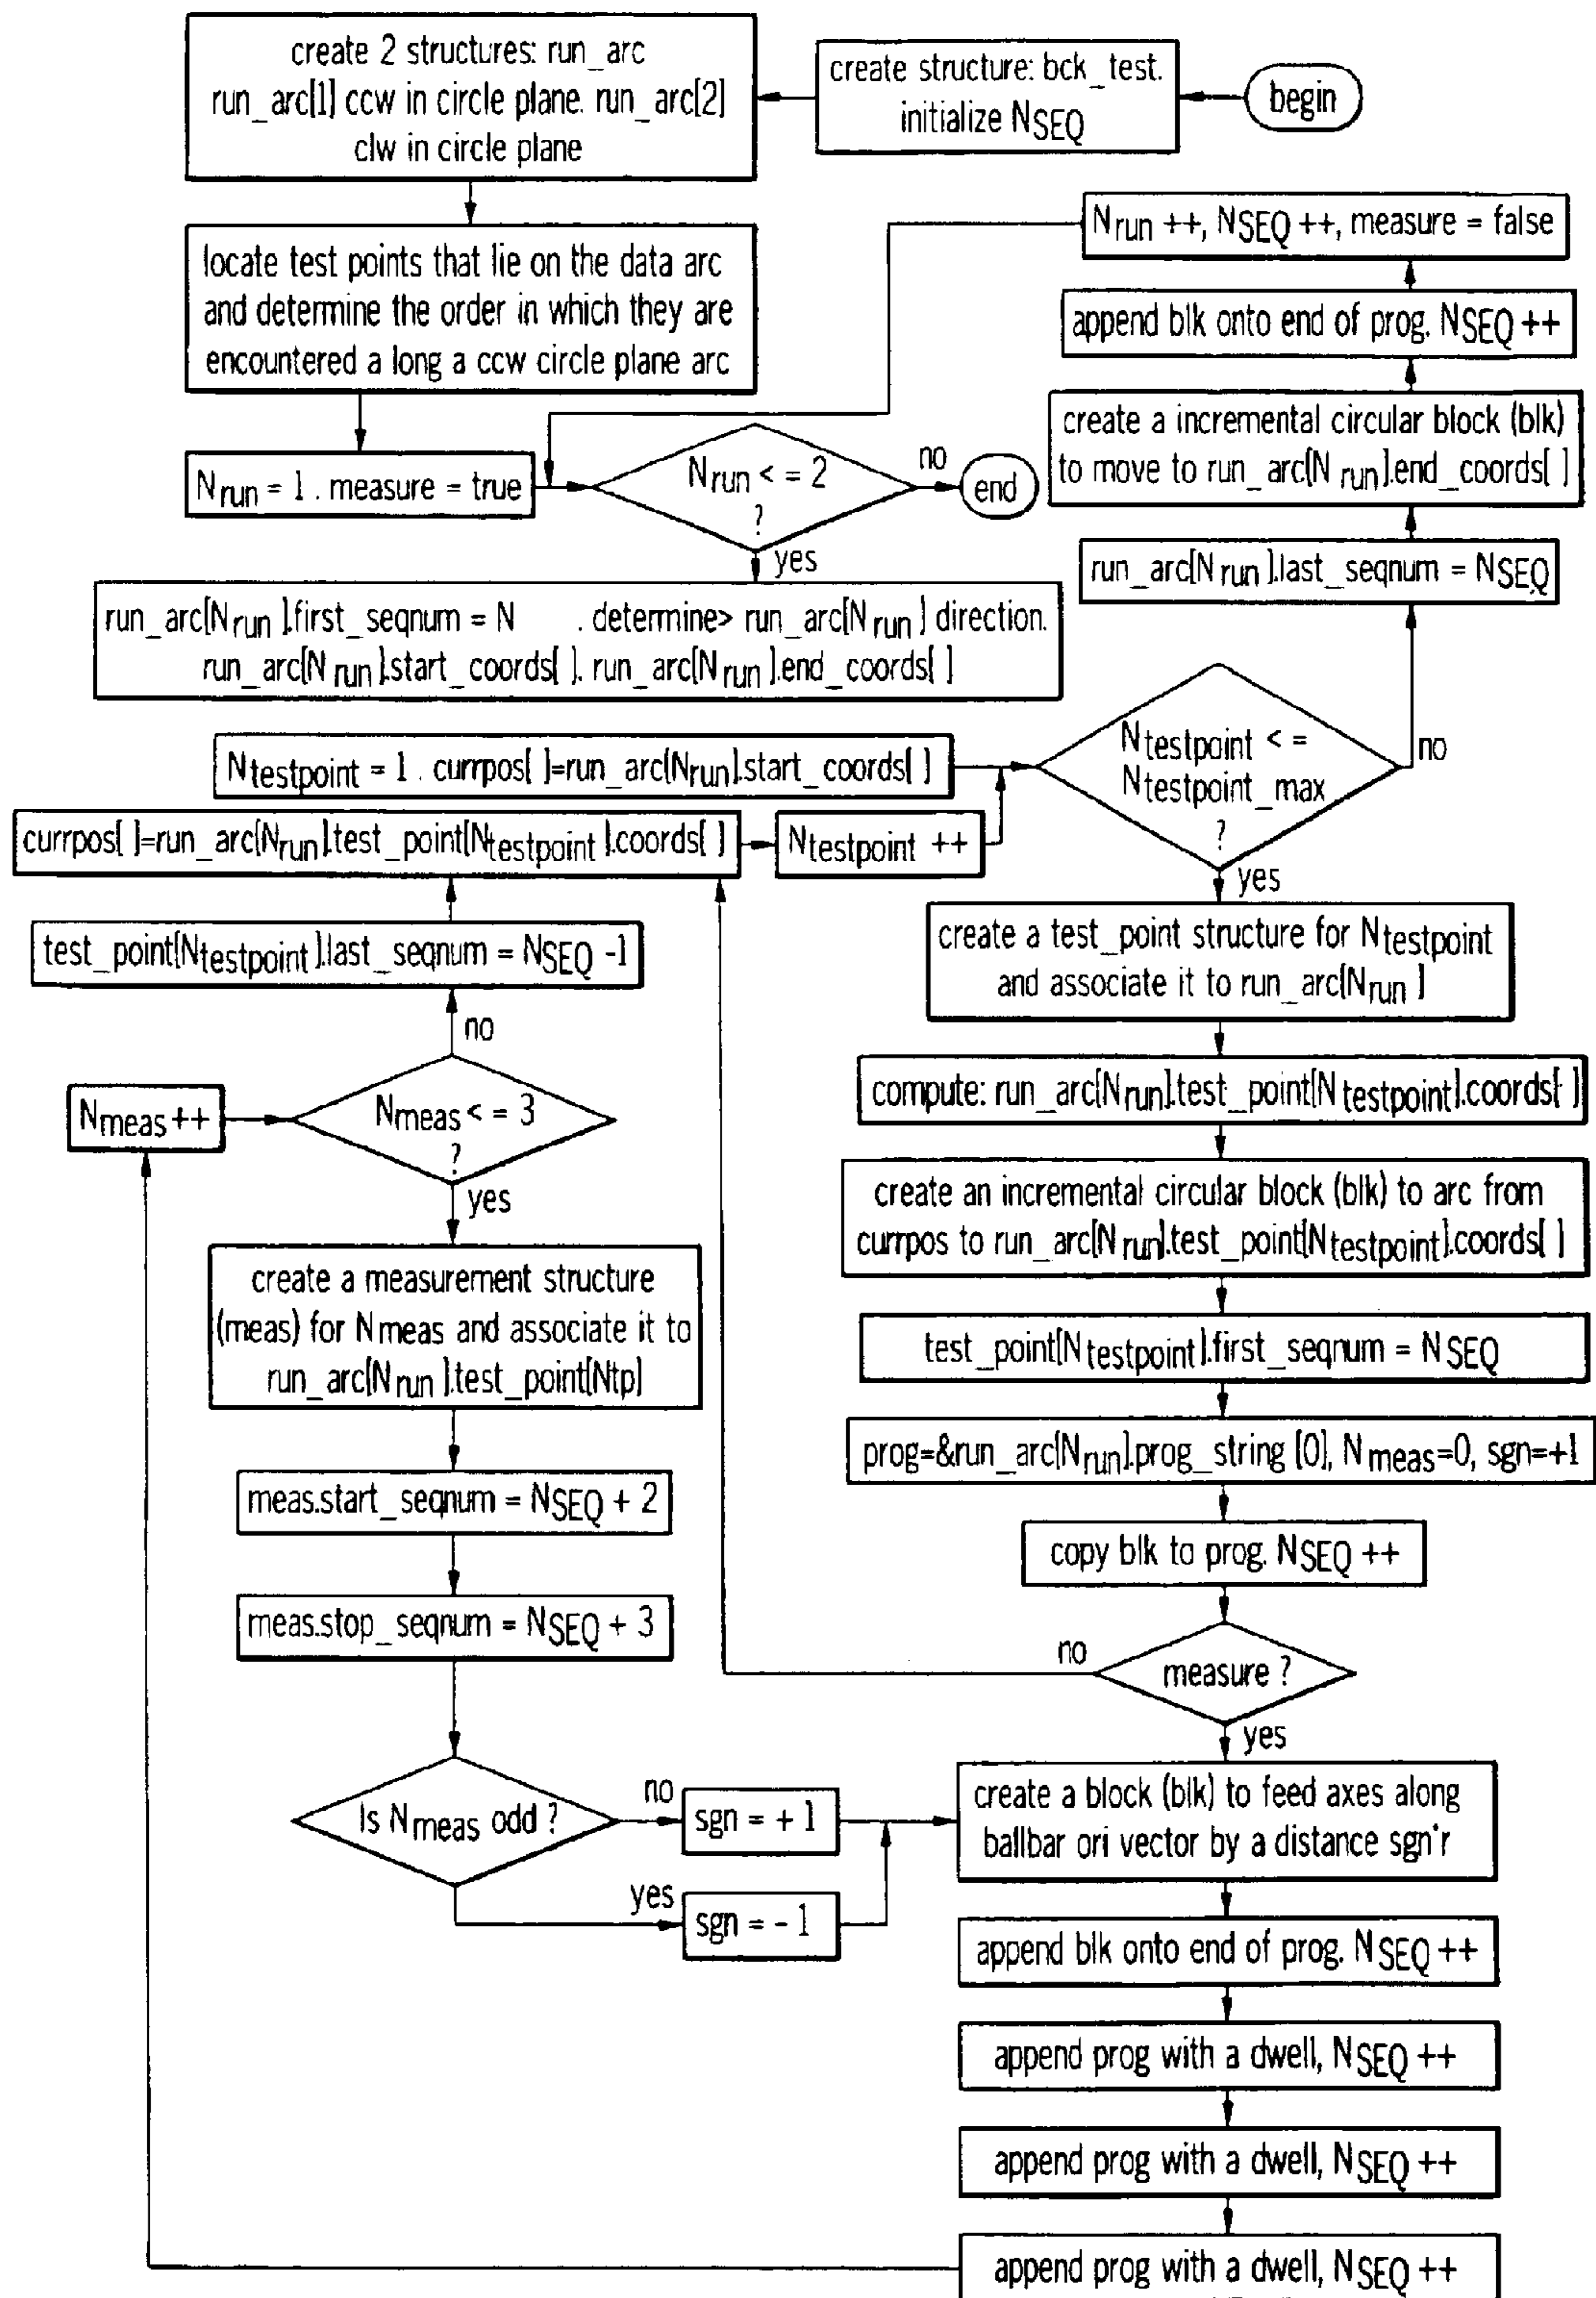 begin
create structure: bck_test.
initialize NSEQ
create 2 structures: run_arc
run_arc[1] ccw in circle plane. run_arc[2]
clw in circle plane
locate test points that lie on the data arc
and determine the order in which they are
encountered a long a ccw circle plane arc
Nrun = 1 . measure = true
Nrun < = 2
?
no
end
yes
run_arc[Nrun].first_seqnum = N . determine> run_arc[Nrun] direction.
run_arc[Nrun].start_coords[ ]. run_arc[Nrun].end_coords[ ]
Nrun ++, NSEQ ++, measure = false
append blk onto end of prog. NSEQ ++
create a incremental circular block (blk)
to move to run_arc[Nrun].end_coords[ ]
run_arc[Nrun].last_seqnum = NSEQ
Ntestpoint = 1 . currpos[ ]=run_arc[Nrun].start_coords[ ]
Ntestpoint < =
Ntestpoint_max
?
no
yes
currpos[ ]=run_arc[Nrun].test_point[Ntestpoint].coords[ ]
Ntestpoint ++
test_point[Ntestpoint].last_seqnum = NSEQ -1
no
Nmeas ++
Nmeas < = 3
?
yes
create a measurement structure
(meas) for Nmeas and associate it to
run_arc[Nrun].test_point[Ntp]
meas.start_seqnum = NSEQ + 2
meas.stop_seqnum = NSEQ + 3
Is Nmeas odd ?
no
sgn = + 1
yes
sgn = - 1
create a test_point structure for Ntestpoint
and associate it to run_arc[Nrun]
compute: run_arc[Nrun].test_point[Ntestpoint].coords[ ]
create an incremental circular block (blk) to arc from
currpos to run_arc[Nrun].test_point[Ntestpoint].coords[ ]
test_point[Ntestpoint].first_seqnum = NSEQ
prog=&run_arc[Nrun].prog_string [0], Nmeas=0, sgn=+1
copy blk to prog. NSEQ ++
no
measure ?
yes
create a block (blk) to feed axes along
ballbar ori vector by a distance sgn*r
append blk onto end of prog. NSEQ ++
append prog with a dwell, NSEQ ++
append prog with a dwell, NSEQ ++
append prog with a dwell, NSEQ ++